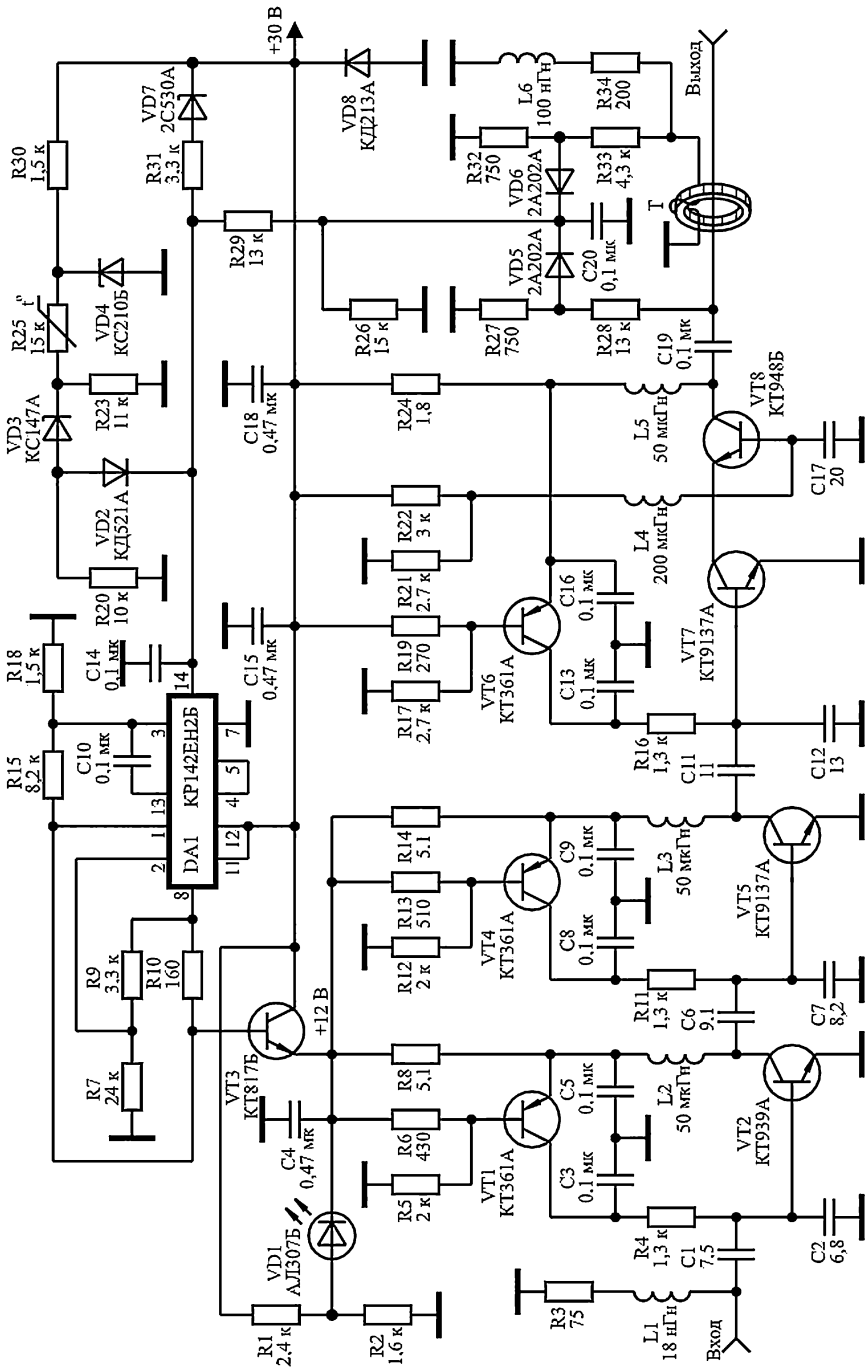 R15
8,2 к
R18
1,5 к
VD3
КС147А
R25
15 к
t°
R30
1,5 к
C10
0,1 мк
C14
0,1 мк
R20
10 к
VD2
КД521А
R23
11 к
VD4
КС210Б
VD7
2С530А
R31
3,3 к
R7
24 к
R9
3,3 к
R10
160
8
2
1
13
3
14
DA1
КР142ЕН2Б
11
12
4
5
7
R29
13 к
VT3
КТ817Б
+12 В
C15
0,47 мк
C18
0,47 мк
+30 В
R1
2,4 к
R2
1,6 к
VD1
АЛ307Б
C4
0,47 мк
R26
15 к
VD8
КД213А
R5
2 к
R6
430
R8
5,1
R12
2 к
R13
510
R14
5,1
R17
2,7 к
R19
270
R21
2,7 к
R22
3 к
R24
1,8
R27
750
VD5
2А202А
VD6
2А202А
R32
750
L6
100 нГн
VT1
КТ361А
VT4
КТ361А
VT6
КТ361А
C20
0,1 мк
R28
13 к
R33
4,3 к
R34
200
C3
0,1 мк
C5
0,1 мк
C8
0,1 мк
C9
0,1 мк
C13
0,1 мк
C16
0,1 мк
R3
75
L1
18 нГн
R4
1,3 к
L2
50 мкГн
R11
1,3 к
L3
50 мкГн
R16
1,3 к
L4
200 мкГн
L5
50 мкГн
C19
0,1 мк
T
Выход
C1
7,5
C6
9,1
C11
11
Вход
C2
6,8
VT2
КТ939А
C7
8,2
VT5
КТ9137А
C12
13
VT7
КТ9137А
VT8
КТ948Б
C17
20